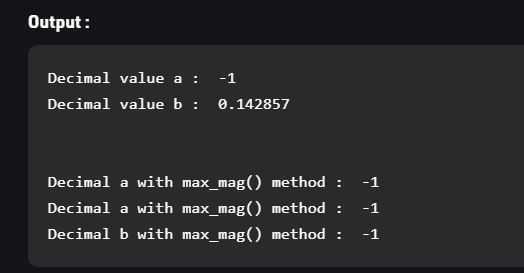 Output :
Decimal value a :  -1
Decimal value b :  0.142857
Decimal a with max_mag() method :  -1
Decimal a with max_mag() method :  -1
Decimal b with max_mag() method :  -1